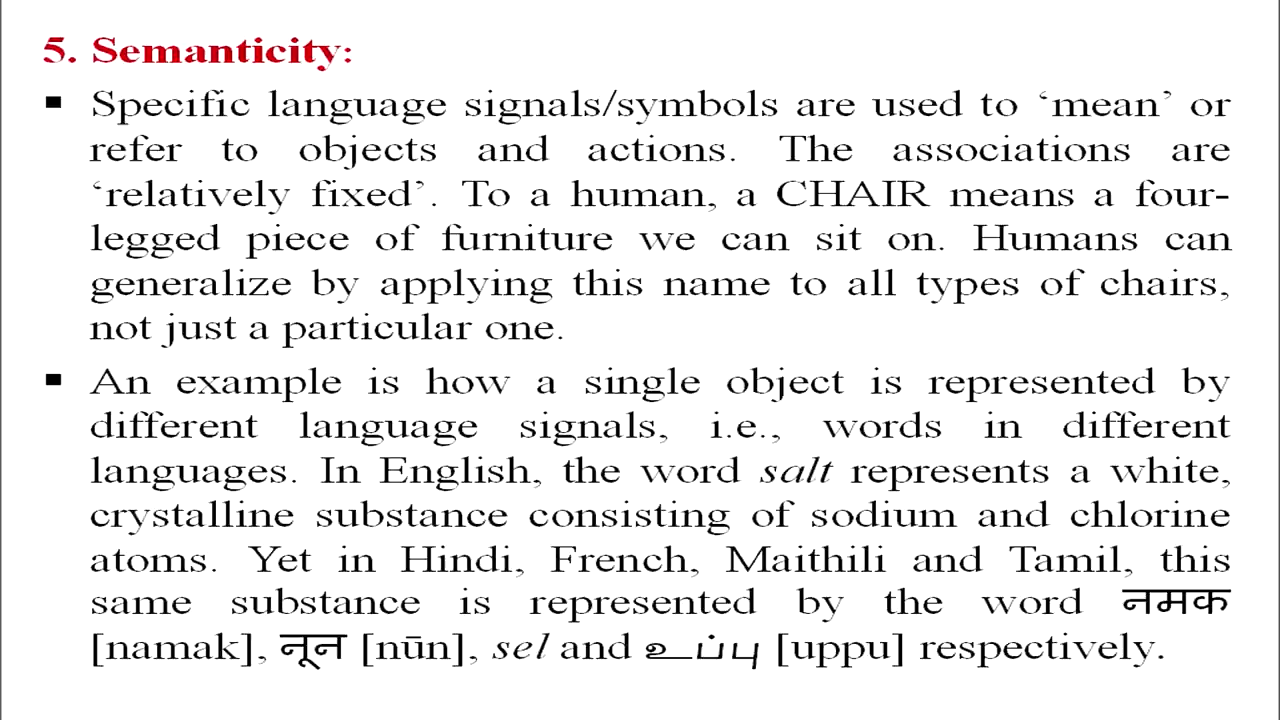 5. Semanticity:
▪ Specific language signals/symbols are used to ‘mean’ or
refer to objects and actions. The associations are
‘relatively fixed’. To a human, a CHAIR means a four-
legged piece of furniture we can sit on. Humans can
generalize by applying this name to all types of chairs,
not just a particular one.
▪ An example is how a single object is represented by
different language signals, i.e., words in different
languages. In English, the word salt represents a white,
crystalline substance consisting of sodium and chlorine
atoms. Yet in Hindi, French, Maithili and Tamil, this
same substance is represented by the word नमक
[namak], नून [nūn], sel and உப்பு [uppu] respectively.